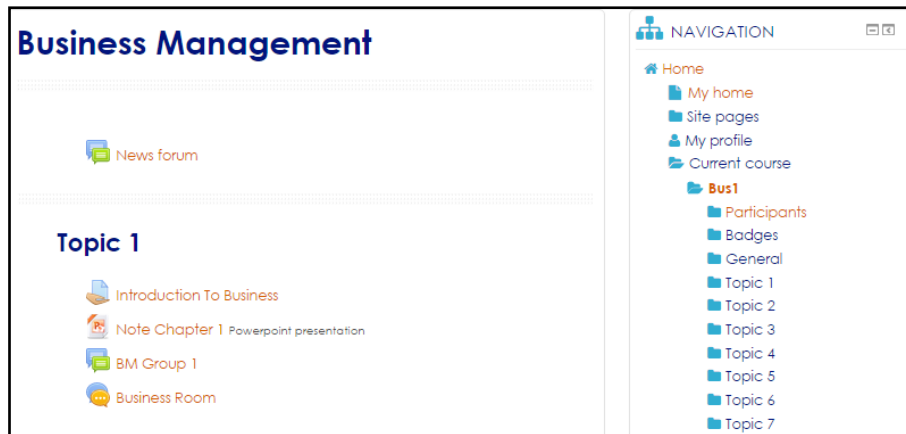 Business Management
News forum
Topic 1
Introduction To Business
Note Chapter 1 Powerpoint presentation
BM Group 1
Business Room
NAVIGATION
Home
My home
Site pages
My profile
Current course
Bus1
Participants
Badges
General
Topic 1
Topic 2
Topic 3
Topic 4
Topic 5
Topic 6
Topic 7